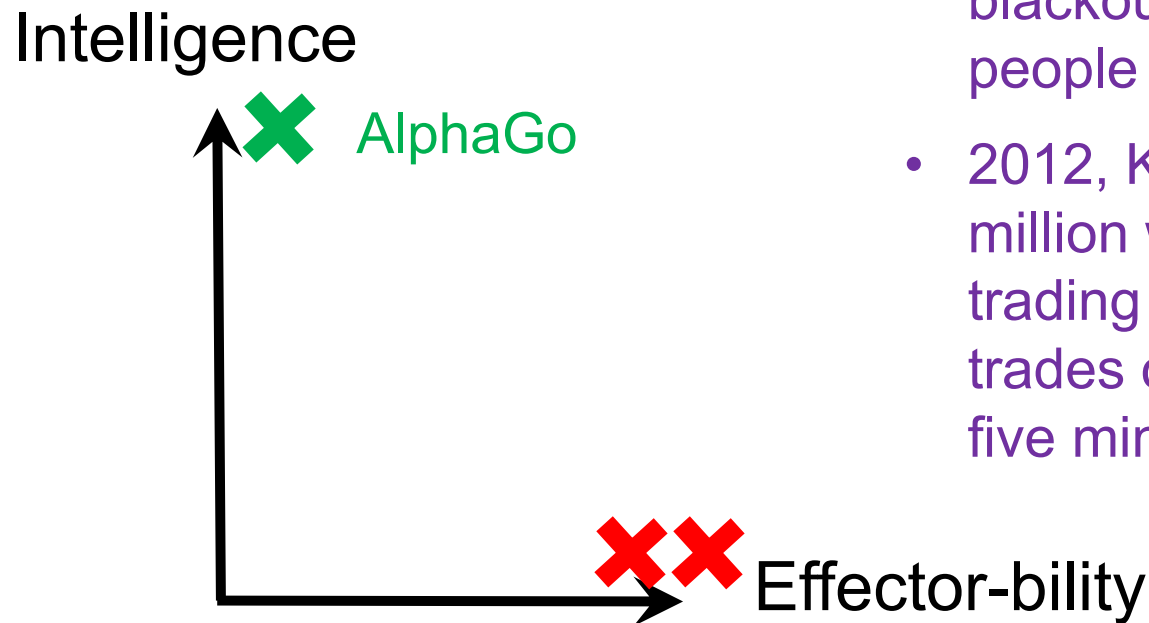 Intelligence
AlphaGo
people
• 2012, K
million
trading
trades
five
Effector-bility